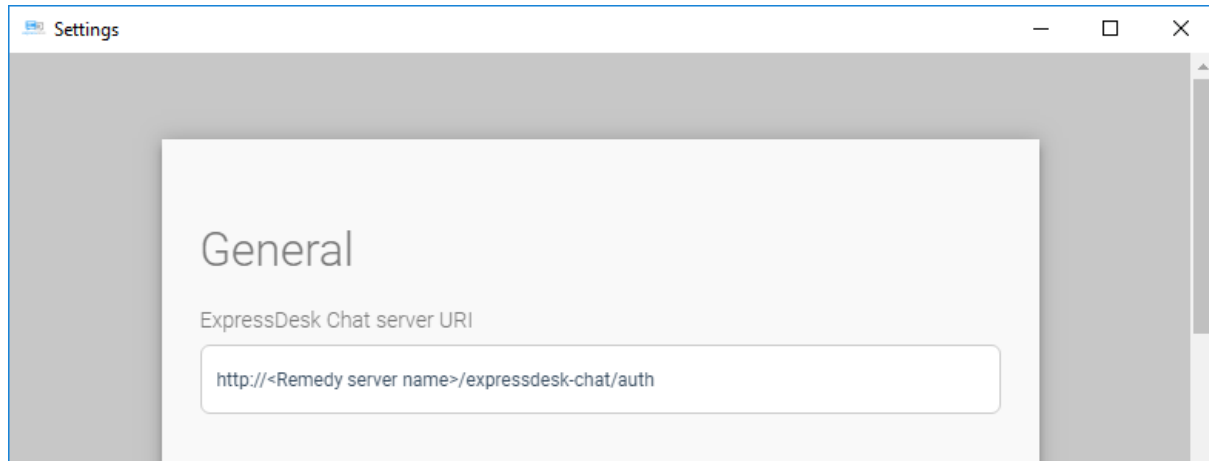 Settings
General
ExpressDesk Chat server URI
http://<Remedy server name>/expressdesk-chat/auth